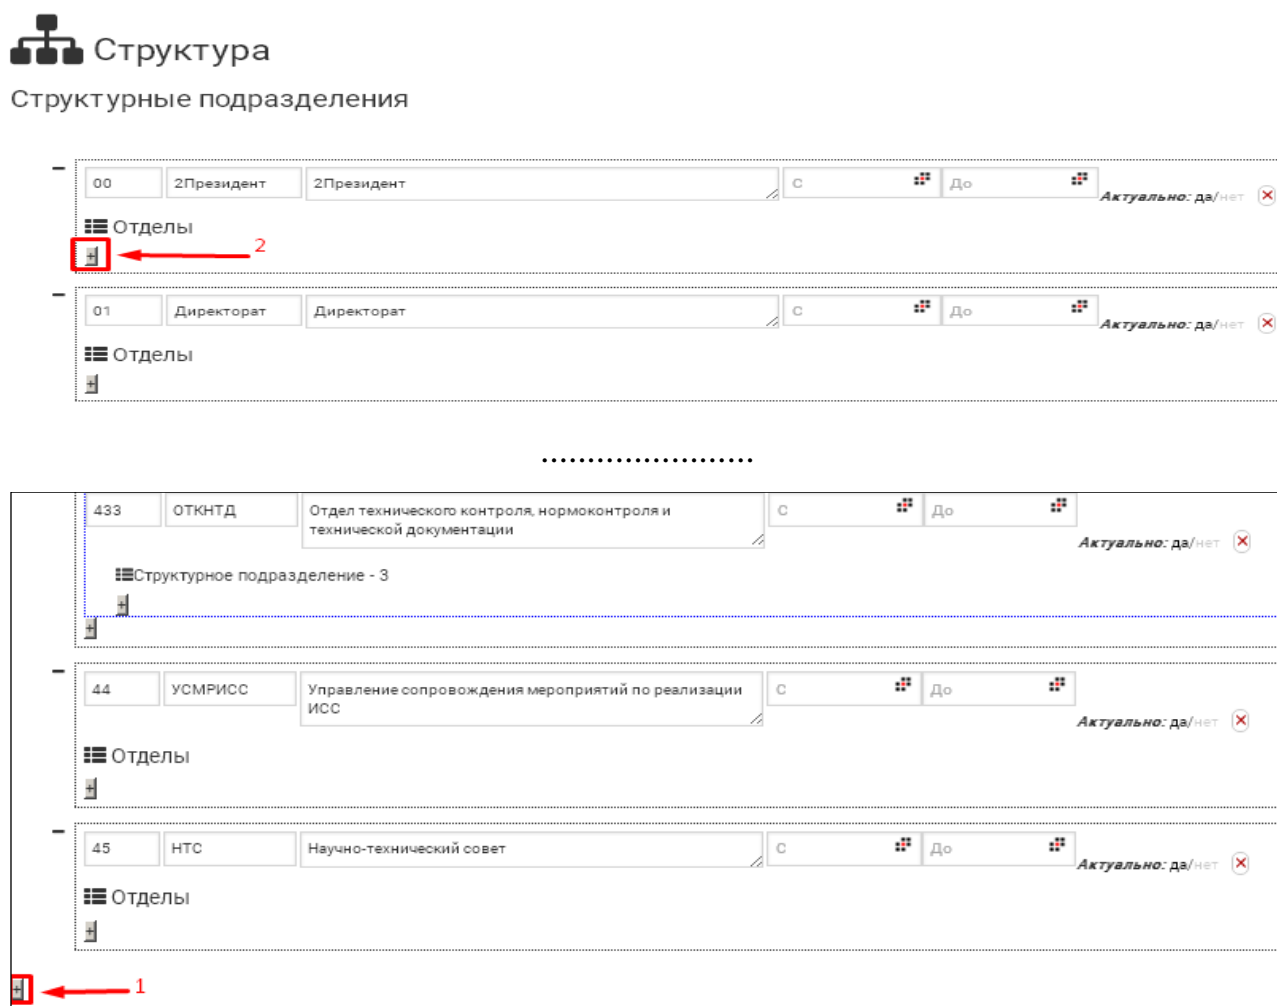 Структура
Структурные подразделения
00 2Президент 2Президент С До
Актуально: да/нет
Отделы
+ 2
01 Директорат Директорат С До
Актуально: да/нет
Отделы
+
.......................
433 ОТКНТД Отдел технического контроля, нормоконтроля и С До
технической документации
Актуально: да/нет
Структурное подразделение - 3
+
+
44 УСМРИСС Управление сопровождения мероприятий по реализации С До
ИСС
Актуально: да/нет
Отделы
+
45 НТС Научно-технический совет С До
Актуально: да/нет
Отделы
+
+ 1